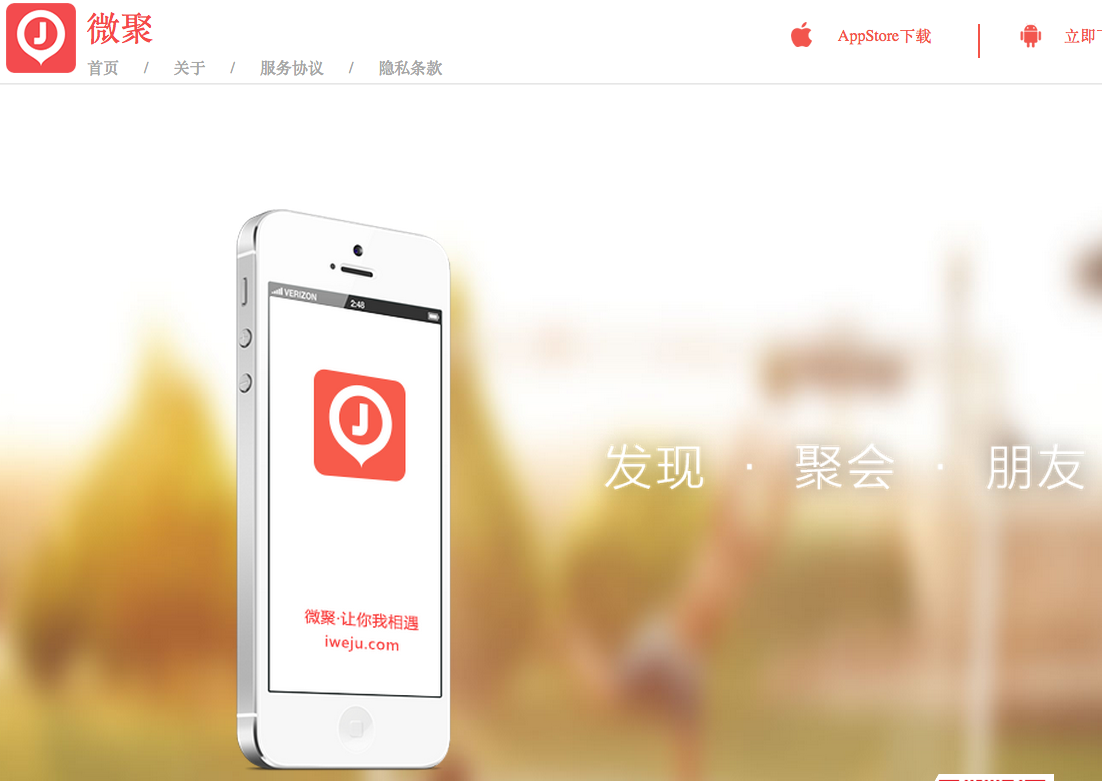 J
微聚
AppStore下载
立即
首页 / 关于 / 服务协议 / 隐私条款
VERIZON 2:48
J
发现 · 聚会 · 朋友
微聚·让你我相遇
iweju.com